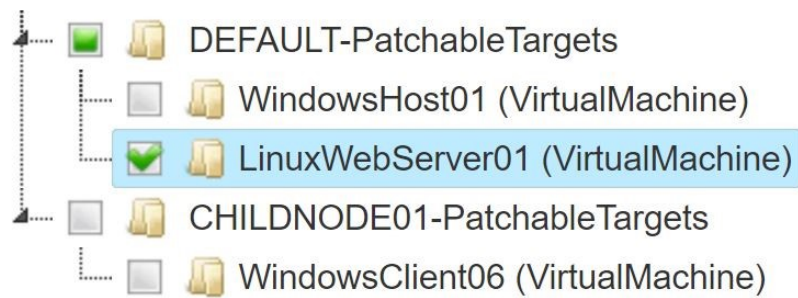 DEFAULT-PatchableTargets
WindowsHost01 (VirtualMachine)
LinuxWebServer01 (VirtualMachine)
CHILDNODE01-PatchableTargets
WindowsClient06 (VirtualMachine)